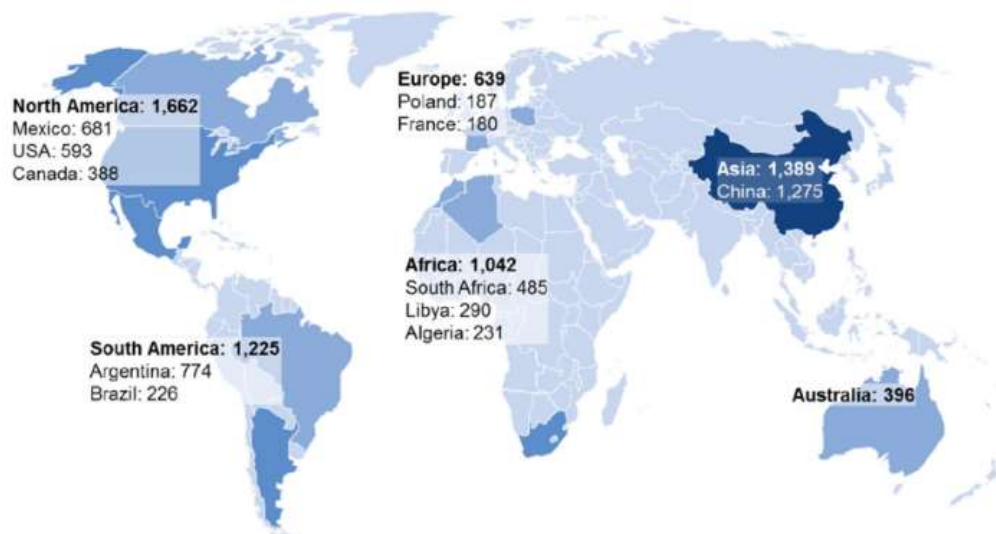 North America: 1,662
Mexico: 681
USA: 593
Canada: 388
Europe: 639
Poland: 187
France: 180
Asia: 1,389
China: 1,275
Africa: 1,042
South Africa: 485
Libya: 290
Algeria: 231
South America: 1,225
Argentina: 774
Brazil: 226
Australia: 396